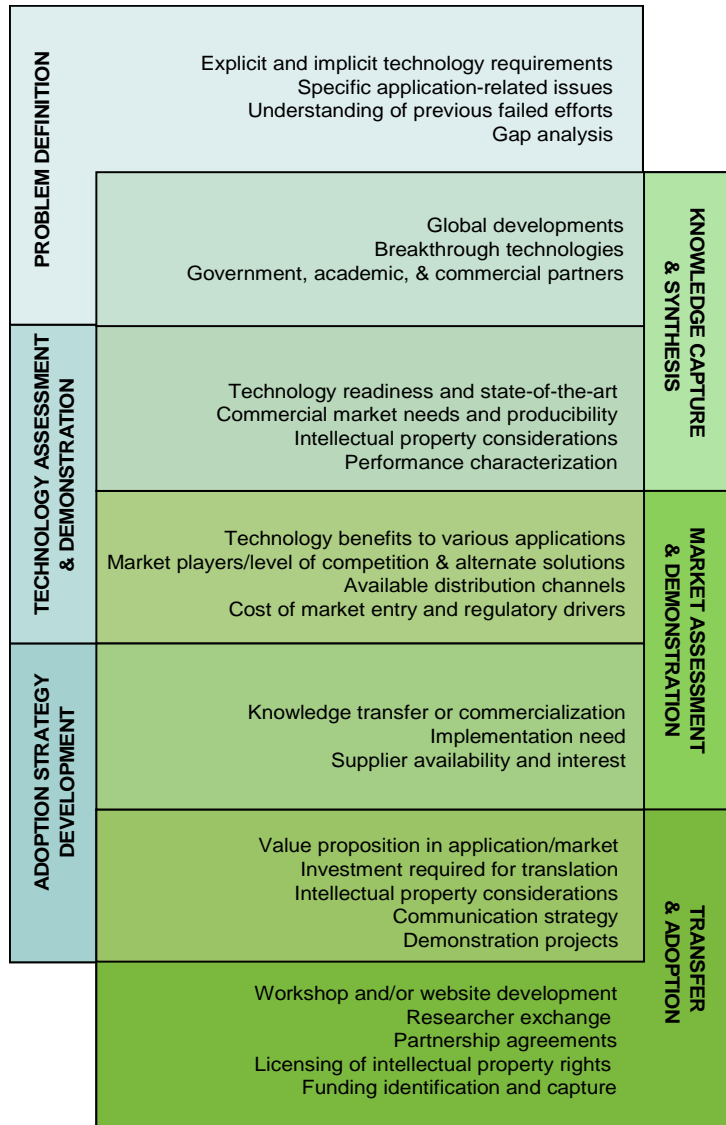 PROBLEM DEFINITION
Explicit and implicit technology requirements
Specific application-related issues
Understanding of previous failed efforts
Gap analysis
KNOWLEDGE CAPTURE
& SYNTHESIS
Global developments
Breakthrough technologies
Government, academic, & commercial partners
TECHNOLOGY ASSESSMENT
& DEMONSTRATION
Technology readiness and state-of-the-art
Commercial market needs and producibility
Intellectual property considerations
Performance characterization
MARKET ASSESSMENT
& DEMONSTRATION
Technology benefits to various applications
Market players/level of competition & alternate solutions
Available distribution channels
Cost of market entry and regulatory drivers
ADOPTION STRATEGY
DEVELOPMENT
Knowledge transfer or commercialization
Implementation need
Supplier availability and interest
TRANSFER
& ADOPTION
Value proposition in application/market
Investment required for translation
Intellectual property considerations
Communication strategy
Demonstration projects
Workshop and/or website development
Researcher exchange
Partnership agreements
Licensing of intellectual property rights
Funding identification and capture